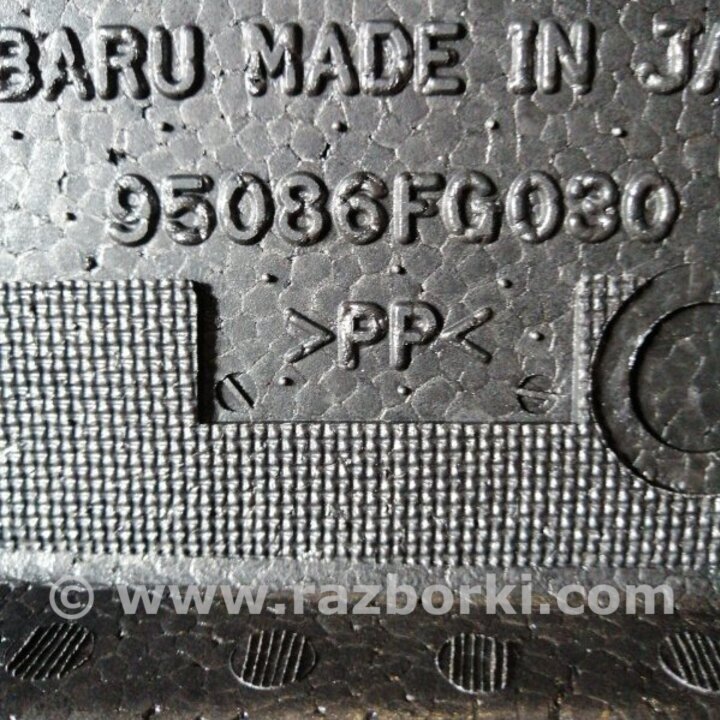 BARU MADE IN JA
95086FG030
>PP<
© www.razborki.com